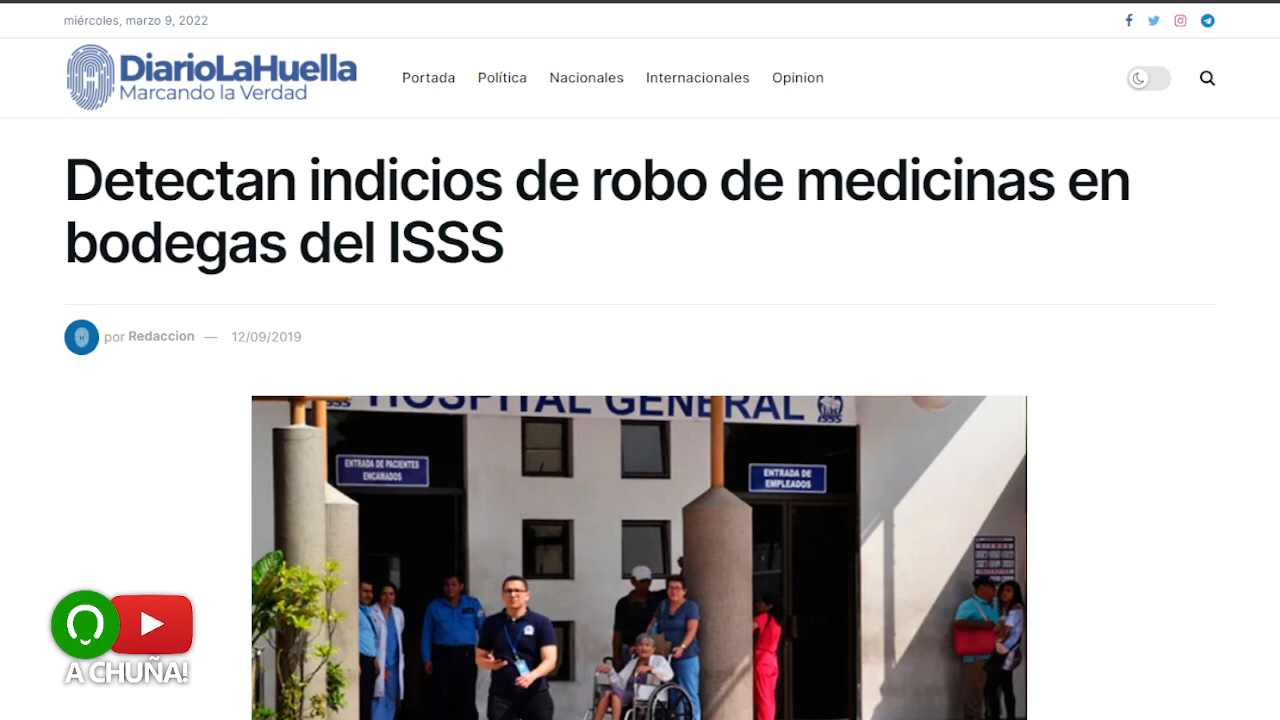 miércoles, marzo 9, 2022
DiarioLaHuella
Marcando la Verdad
Portada Política Nacionales Internacionales Opinion
Detectan indicios de robo de medicinas en
bodegas del ISSS
por Redaccion — 12/09/2019
HOSPITAL GENERAL
ISSS
ENTRADA DE PACIENTES
ENCAMADOS
ENTRADA DE
EMPLEADOS
A CHUÑA!